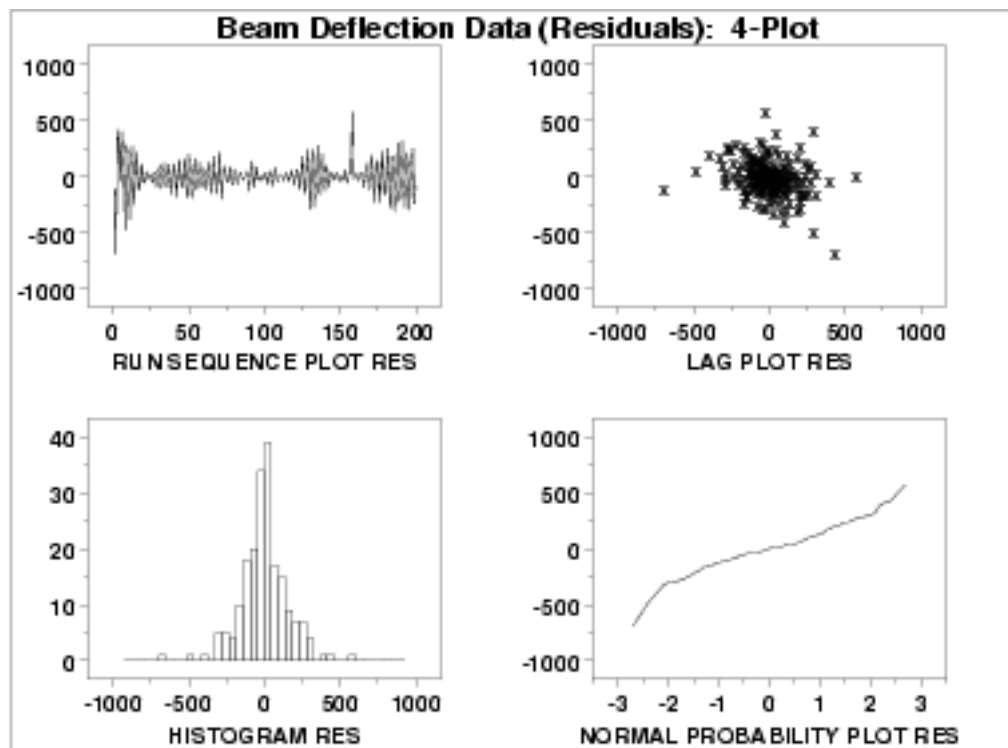 Beam Deflection Data (Residuals): 4-Plot
1000
500
0
-500
-1000
0 50 100 150 200
RUN SEQUENCE PLOT RES
1000
500
0
-500
-1000
-1000 -500 0 500 1000
LAG PLOT RES
40
30
20
10
0
-1000 -500 0 500 1000
HISTOGRAM RES
1000
500
0
-500
-1000
-3 -2 -1 0 1 2 3
NORMAL PROBABILITY PLOT RES